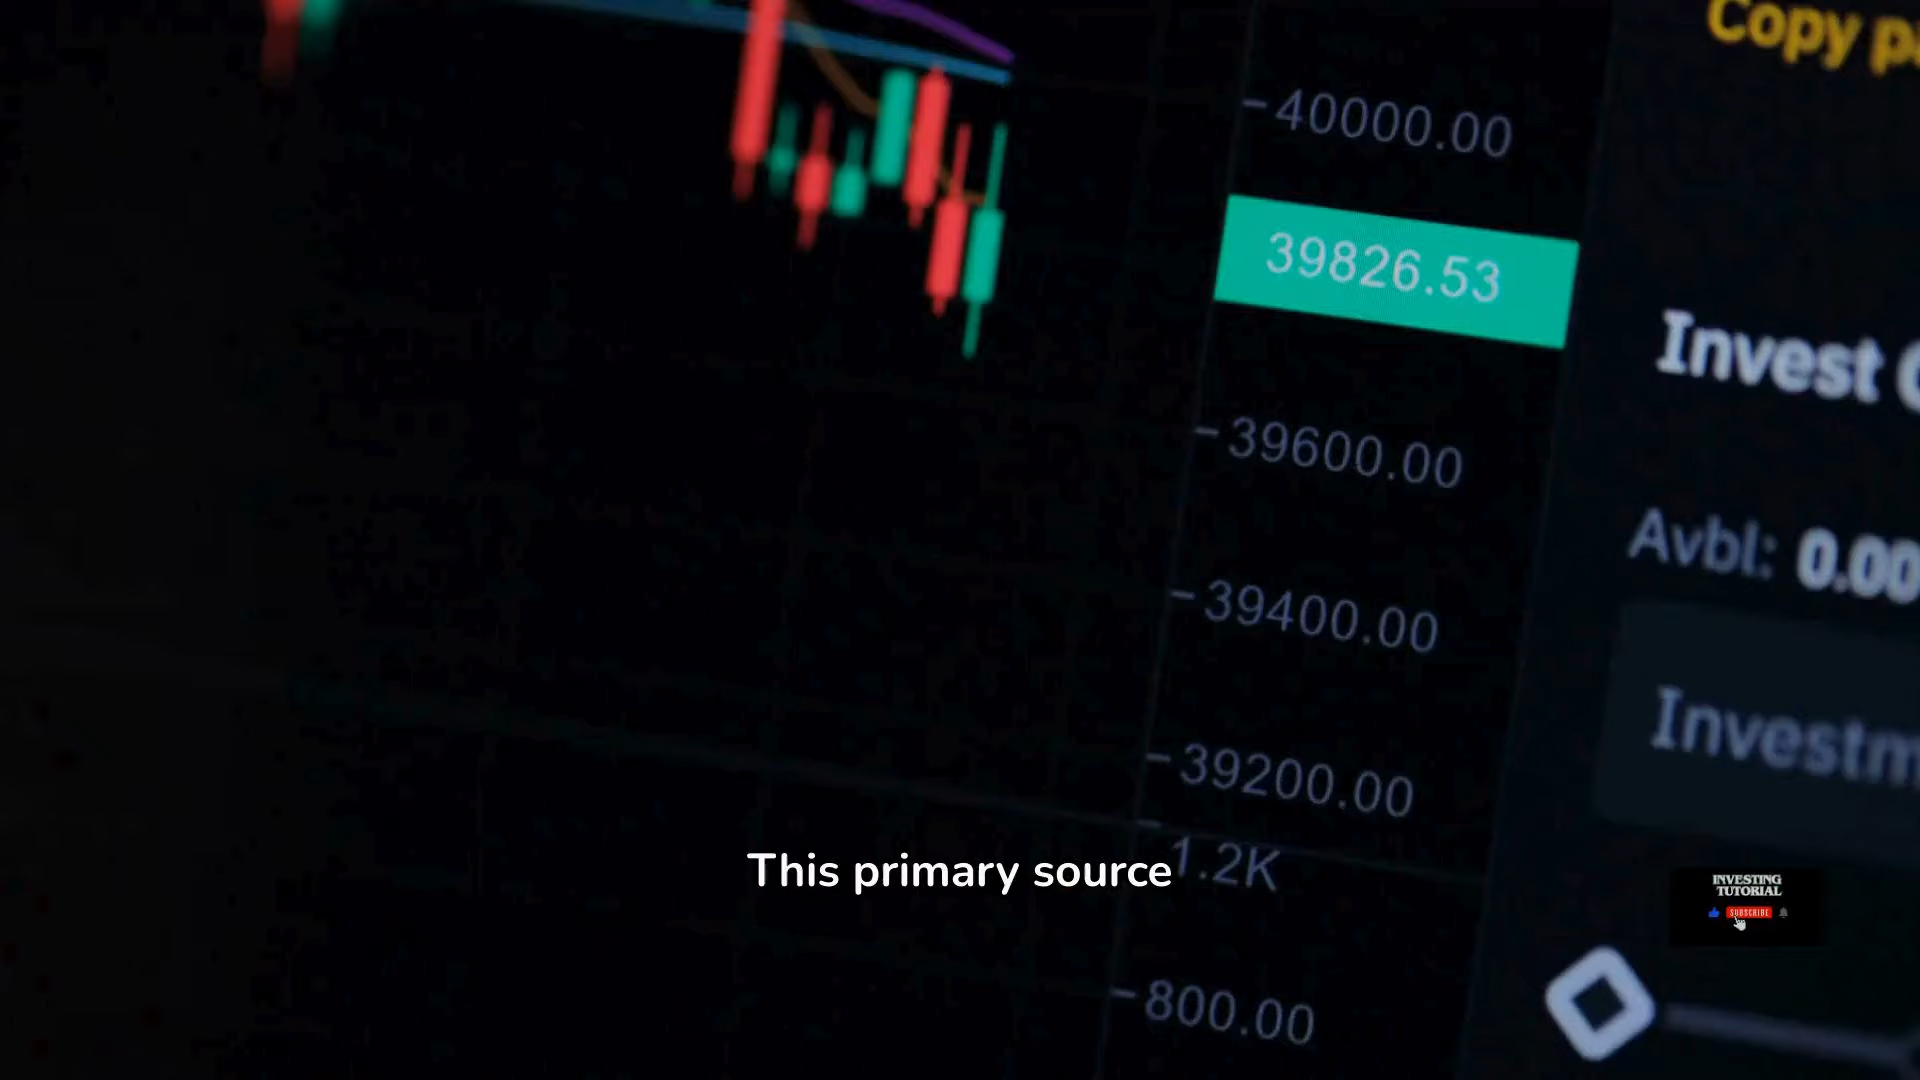 Copy
40000.00
39826.53
Invest
39600.00
Avbl: 0.00
39400.00
39200.00
1.2K
This primary source
INVESTING
TUTORIAL
SUBSCRIBE
800.00